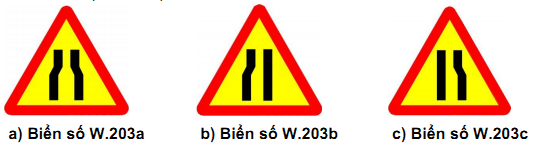 a) Biển số W.203a
b) Biển số W.203b
c) Biển số W.203c